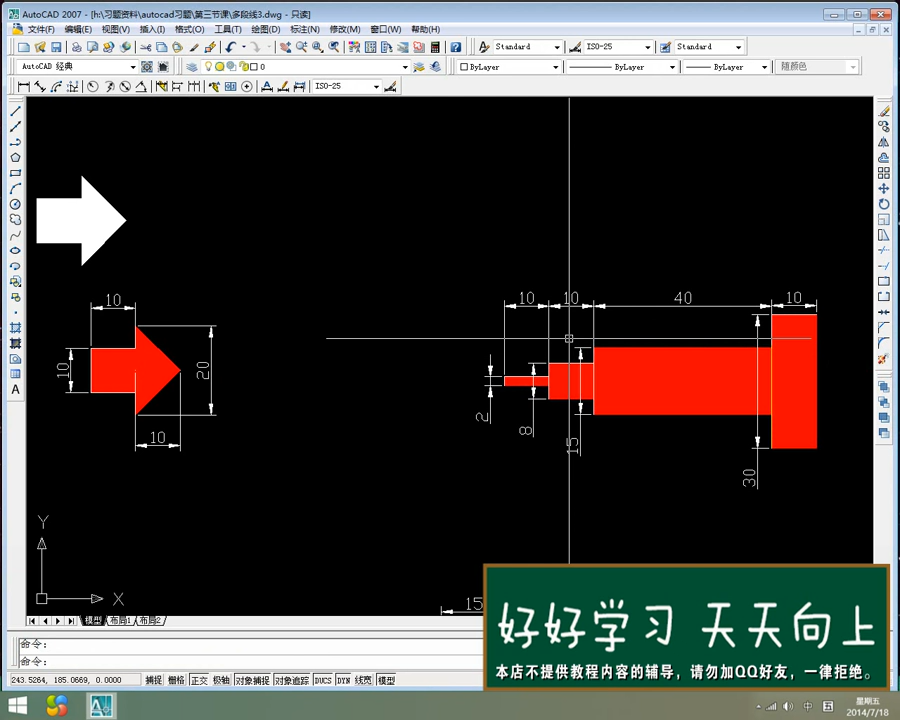 AutoCAD 2007 - [h:\习题资料\autocad习题\第三节课\多段线3.dwg - 只读]
文件(F) 编辑(E) 视图(V) 插入(I) 格式(O) 工具(T) 绘图(D) 标注(N) 修改(M) 窗口(W) 帮助(H)
Standard ISO-25 Standard
AutoCAD 经典 0 ByLayer ByLayer ByLayer 随颜色
ISO-25
A
10
10
20
10
10
10
40
10
2
8
15
30
Y
X
15
模型 布局1 布局2
命令:
命令:
243.5264, 185.0669, 0.0000 捕捉 栅格 正交 极轴 对象捕捉 对象追踪 DUCS DYN 线宽 模型
好好学习 天天向上
本店不提供教程内容的辅导，请勿加QQ好友，一律拒绝。
中 五
星期五
2014/7/18